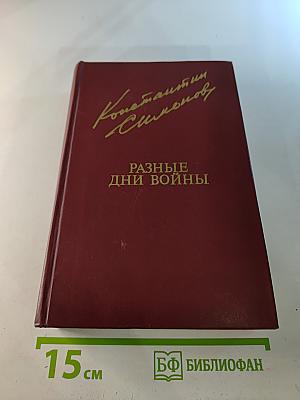 Константин
Симонов
РАЗНЫЕ
ДНИ ВОЙНЫ
15 см
БФ БИБЛИОФАН